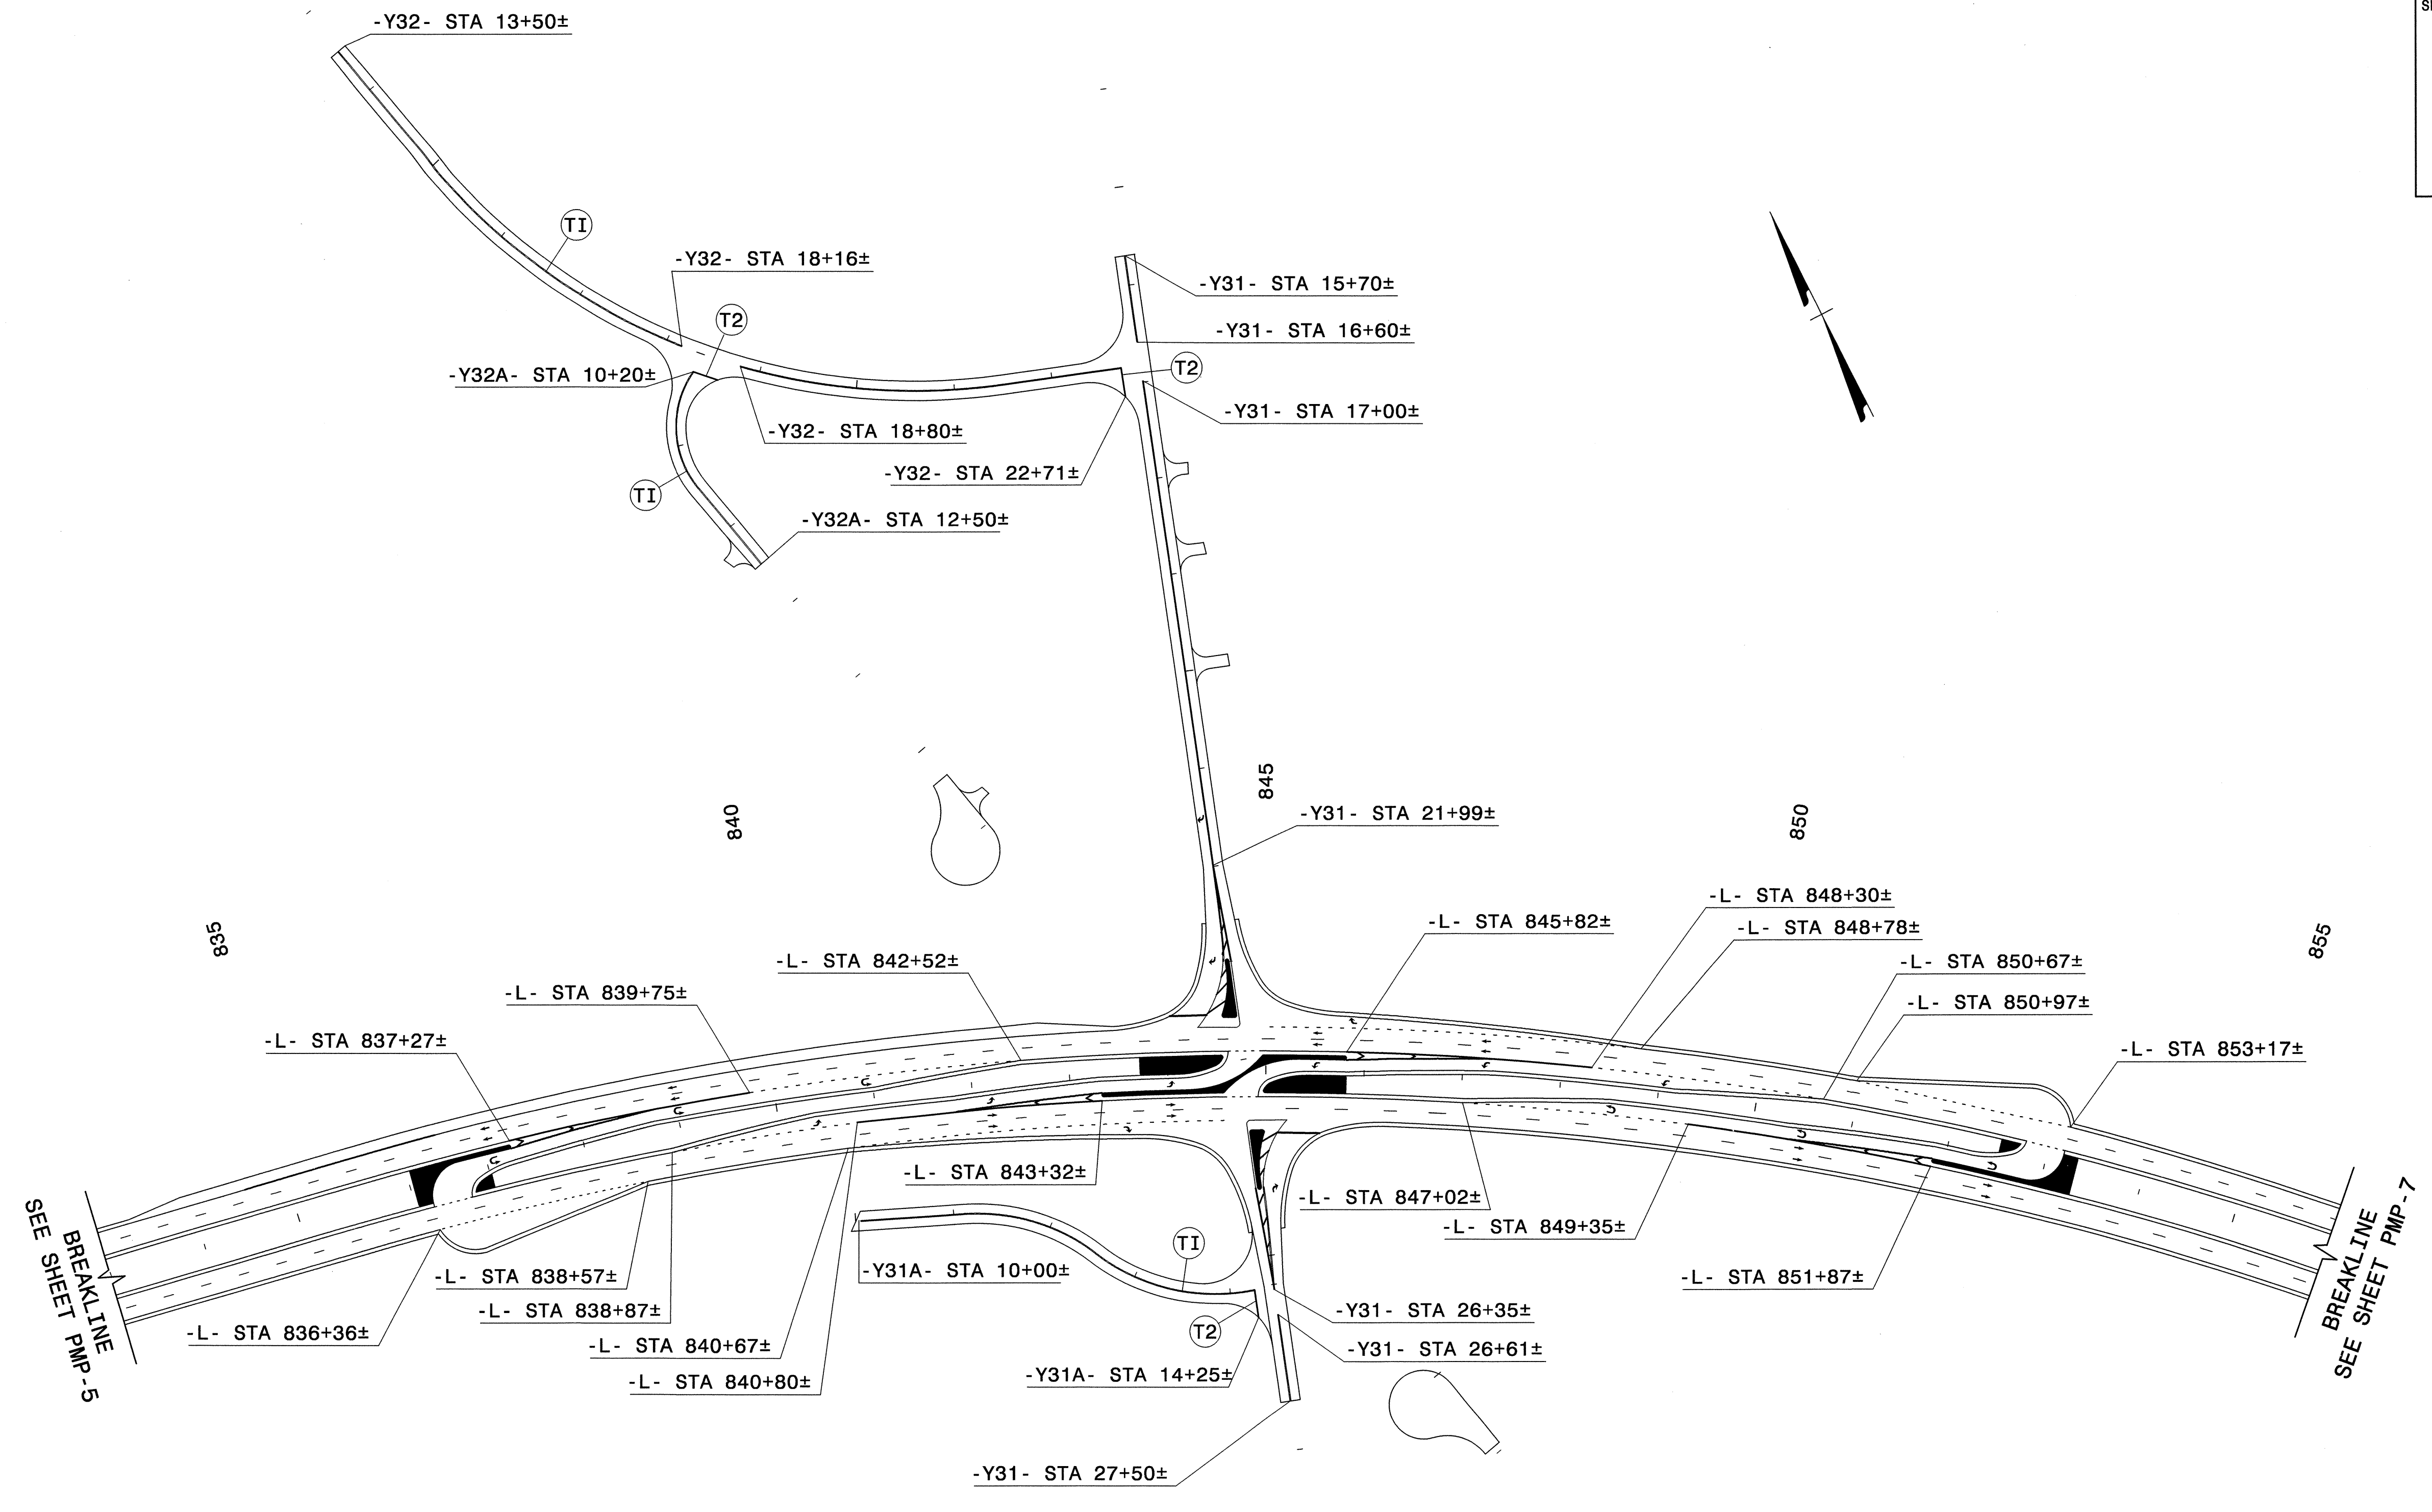 -Y32- STA 13+50±
TI
-Y32- STA 18+16±
-Y31- STA 15+70±
T2
-Y31- STA 16+60±
-Y32A- STA 10+20±
T2
-Y31- STA 17+00±
-Y32- STA 18+80±
-Y32- STA 22+71±
TI
-Y32A- STA 12+50±
845
840
-Y31- STA 21+99±
850
-L- STA 848+30±
-L- STA 845+82±
-L- STA 848+78±
835
855
-L- STA 842+52±
-L- STA 850+67±
-L- STA 839+75±
-L- STA 850+97±
-L- STA 837+27±
-L- STA 853+17±
-L- STA 843+32±
-L- STA 847+02±
-L- STA 849+35±
TI
-Y31A- STA 10+00±
-L- STA 838+57±
-L- STA 851+87±
-L- STA 838+87±
-Y31- STA 26+35±
-L- STA 836+36±
T2
-L- STA 840+67±
-Y31- STA 26+61±
-Y31A- STA 14+25±
-L- STA 840+80±
-Y31- STA 27+50±
BREAKLINE
SEE SHEET PMP-5
BREAKLINE
SEE SHEET PMP-7